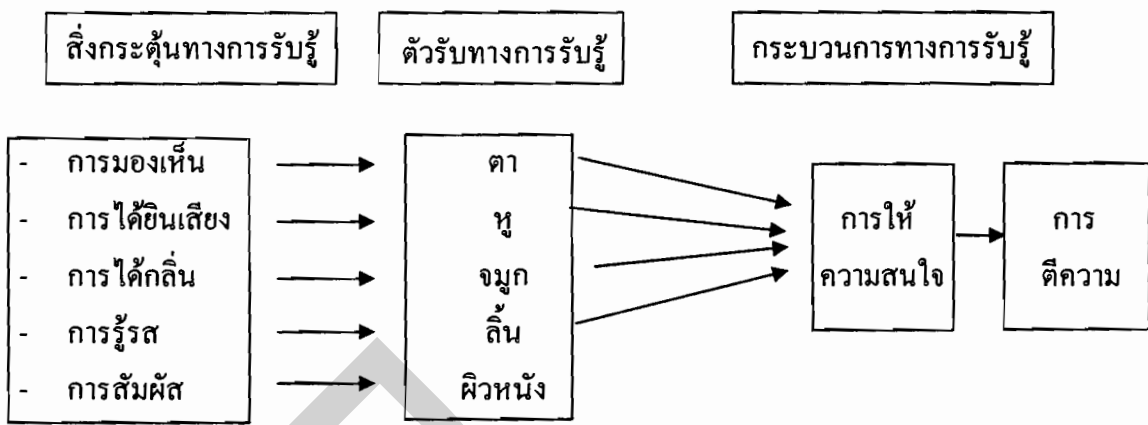 สิ่งกระตุ้นทางการรับรู้
ตัวรับทางการรับรู้
กระบวนการทางการรับรู้
- การมองเห็น
- การได้ยินเสียง
- การได้กลิ่น
- การรู้รส
- การสัมผัส
ตา
หู
จมูก
ลิ้น
ผิวหนัง
การให้
ความสนใจ
การ
ตีความ